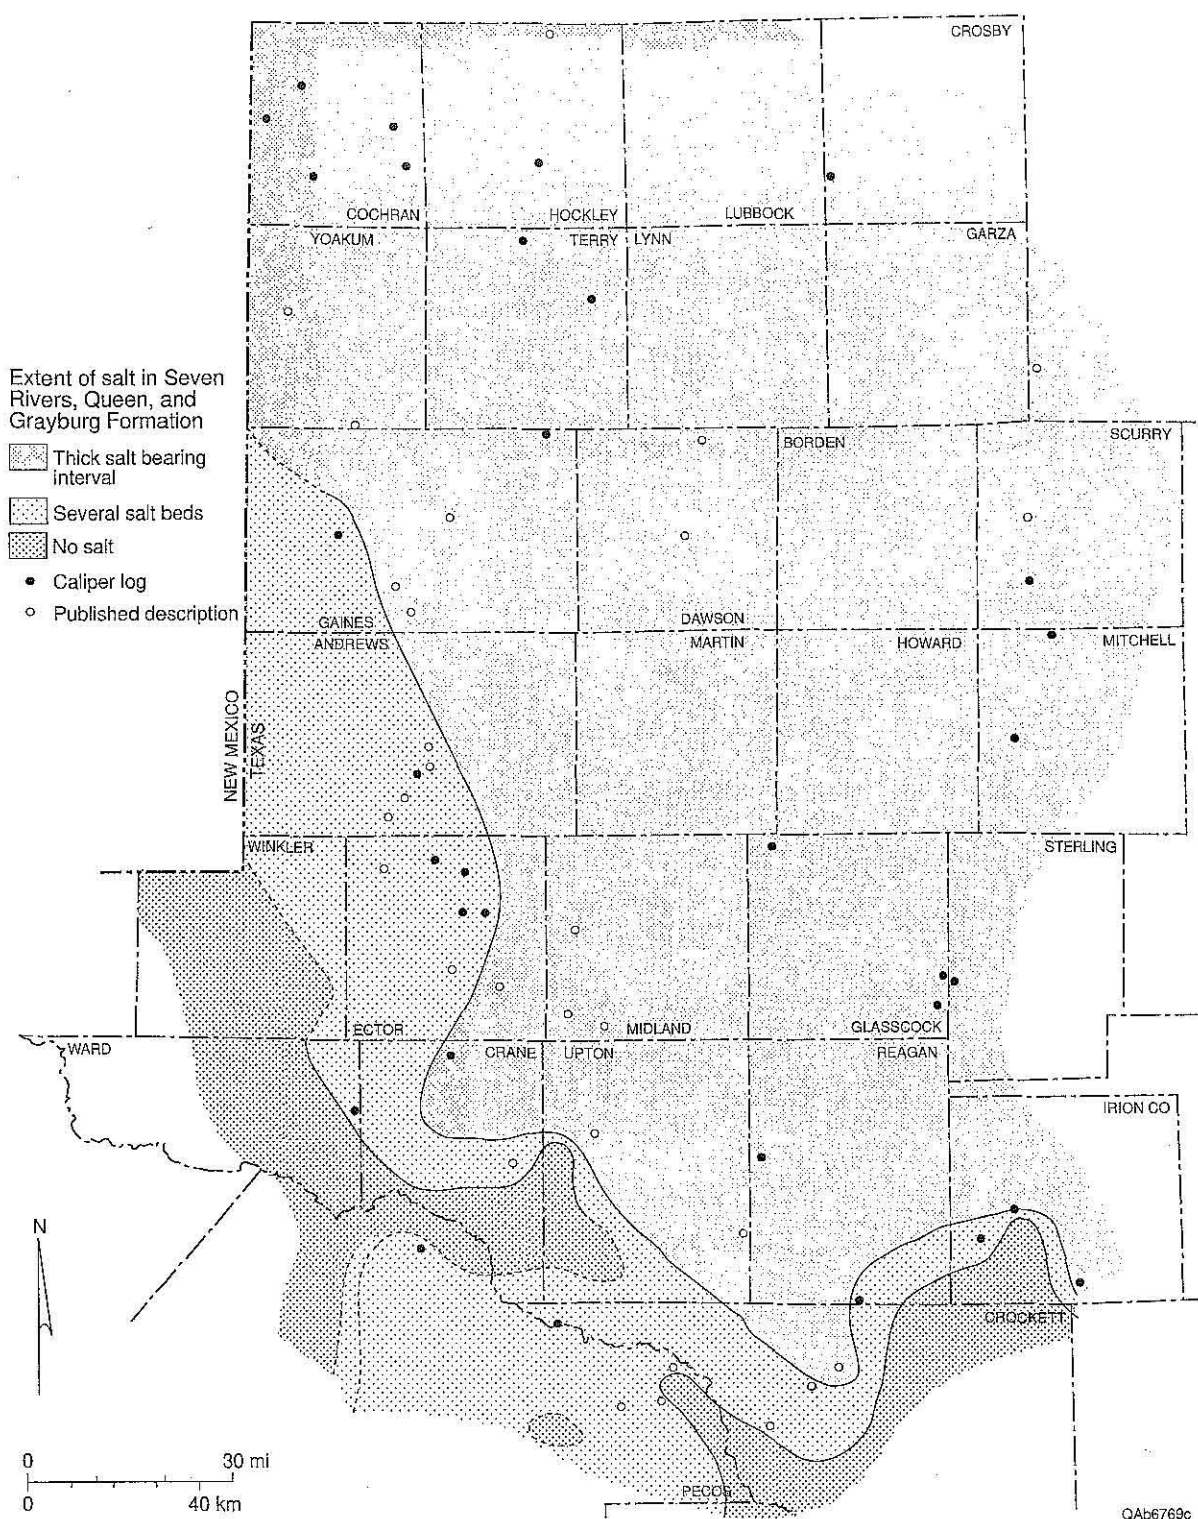 CROSBY
COCHRAN
HOCKLEY
LUBBOCK
YOAKUM
TERRY
LYNN
GARZA
Extent of salt in Seven
Rivers, Queen, and
Grayburg Formation
Thick salt bearing
interval
Several salt beds
No salt
Caliper log
Published description
BORDEN
SCURRY
GAINES
DAWSON
ANDREWS
MARTIN
HOWARD
MITCHELL
NEW MEXICO
TEXAS
WINKLER
STERLING
ECTOR
MIDLAND
GLASSCOCK
WARD
CRANE
UPTON
REAGAN
IRION CO
N
CROCKETT
0 30 mi
0 40 km
PECOS
QAb6769c